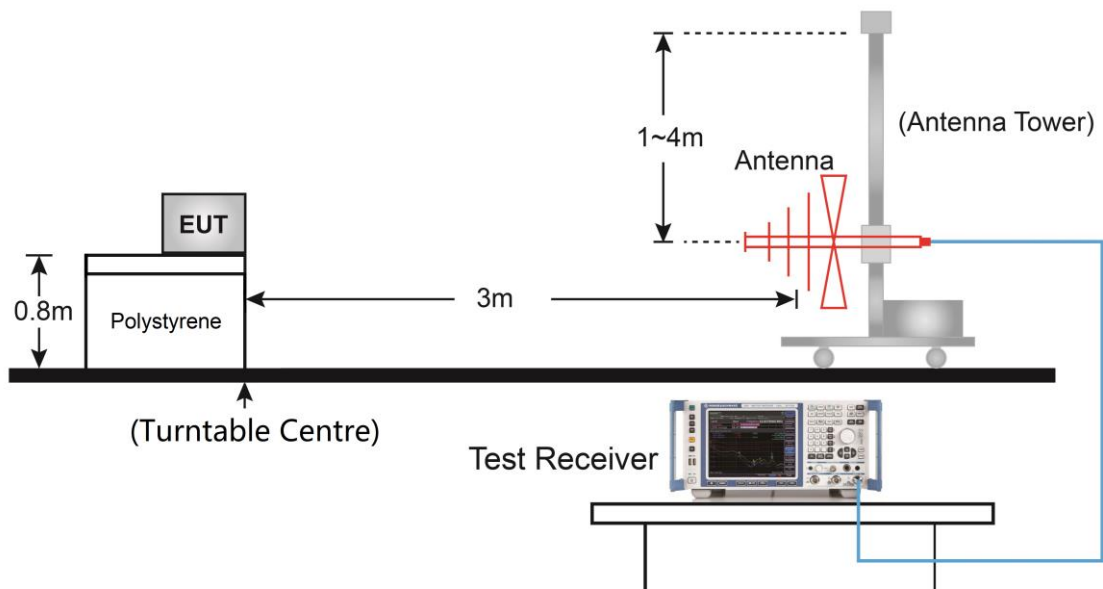 1~4m
(Antenna Tower)
Antenna
EUT
0.8m
Polystyrene
3m
(Turntable Centre)
Test Receiver